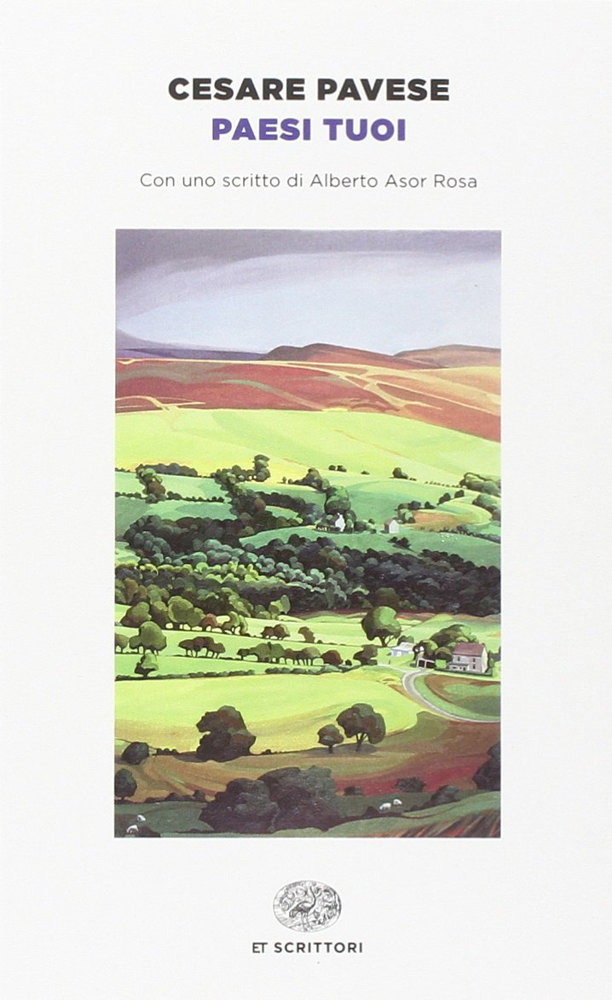 CESARE PAVESE
PAESI TUOI
Con uno scritto di Alberto Asor Rosa
ET SCRITTORI